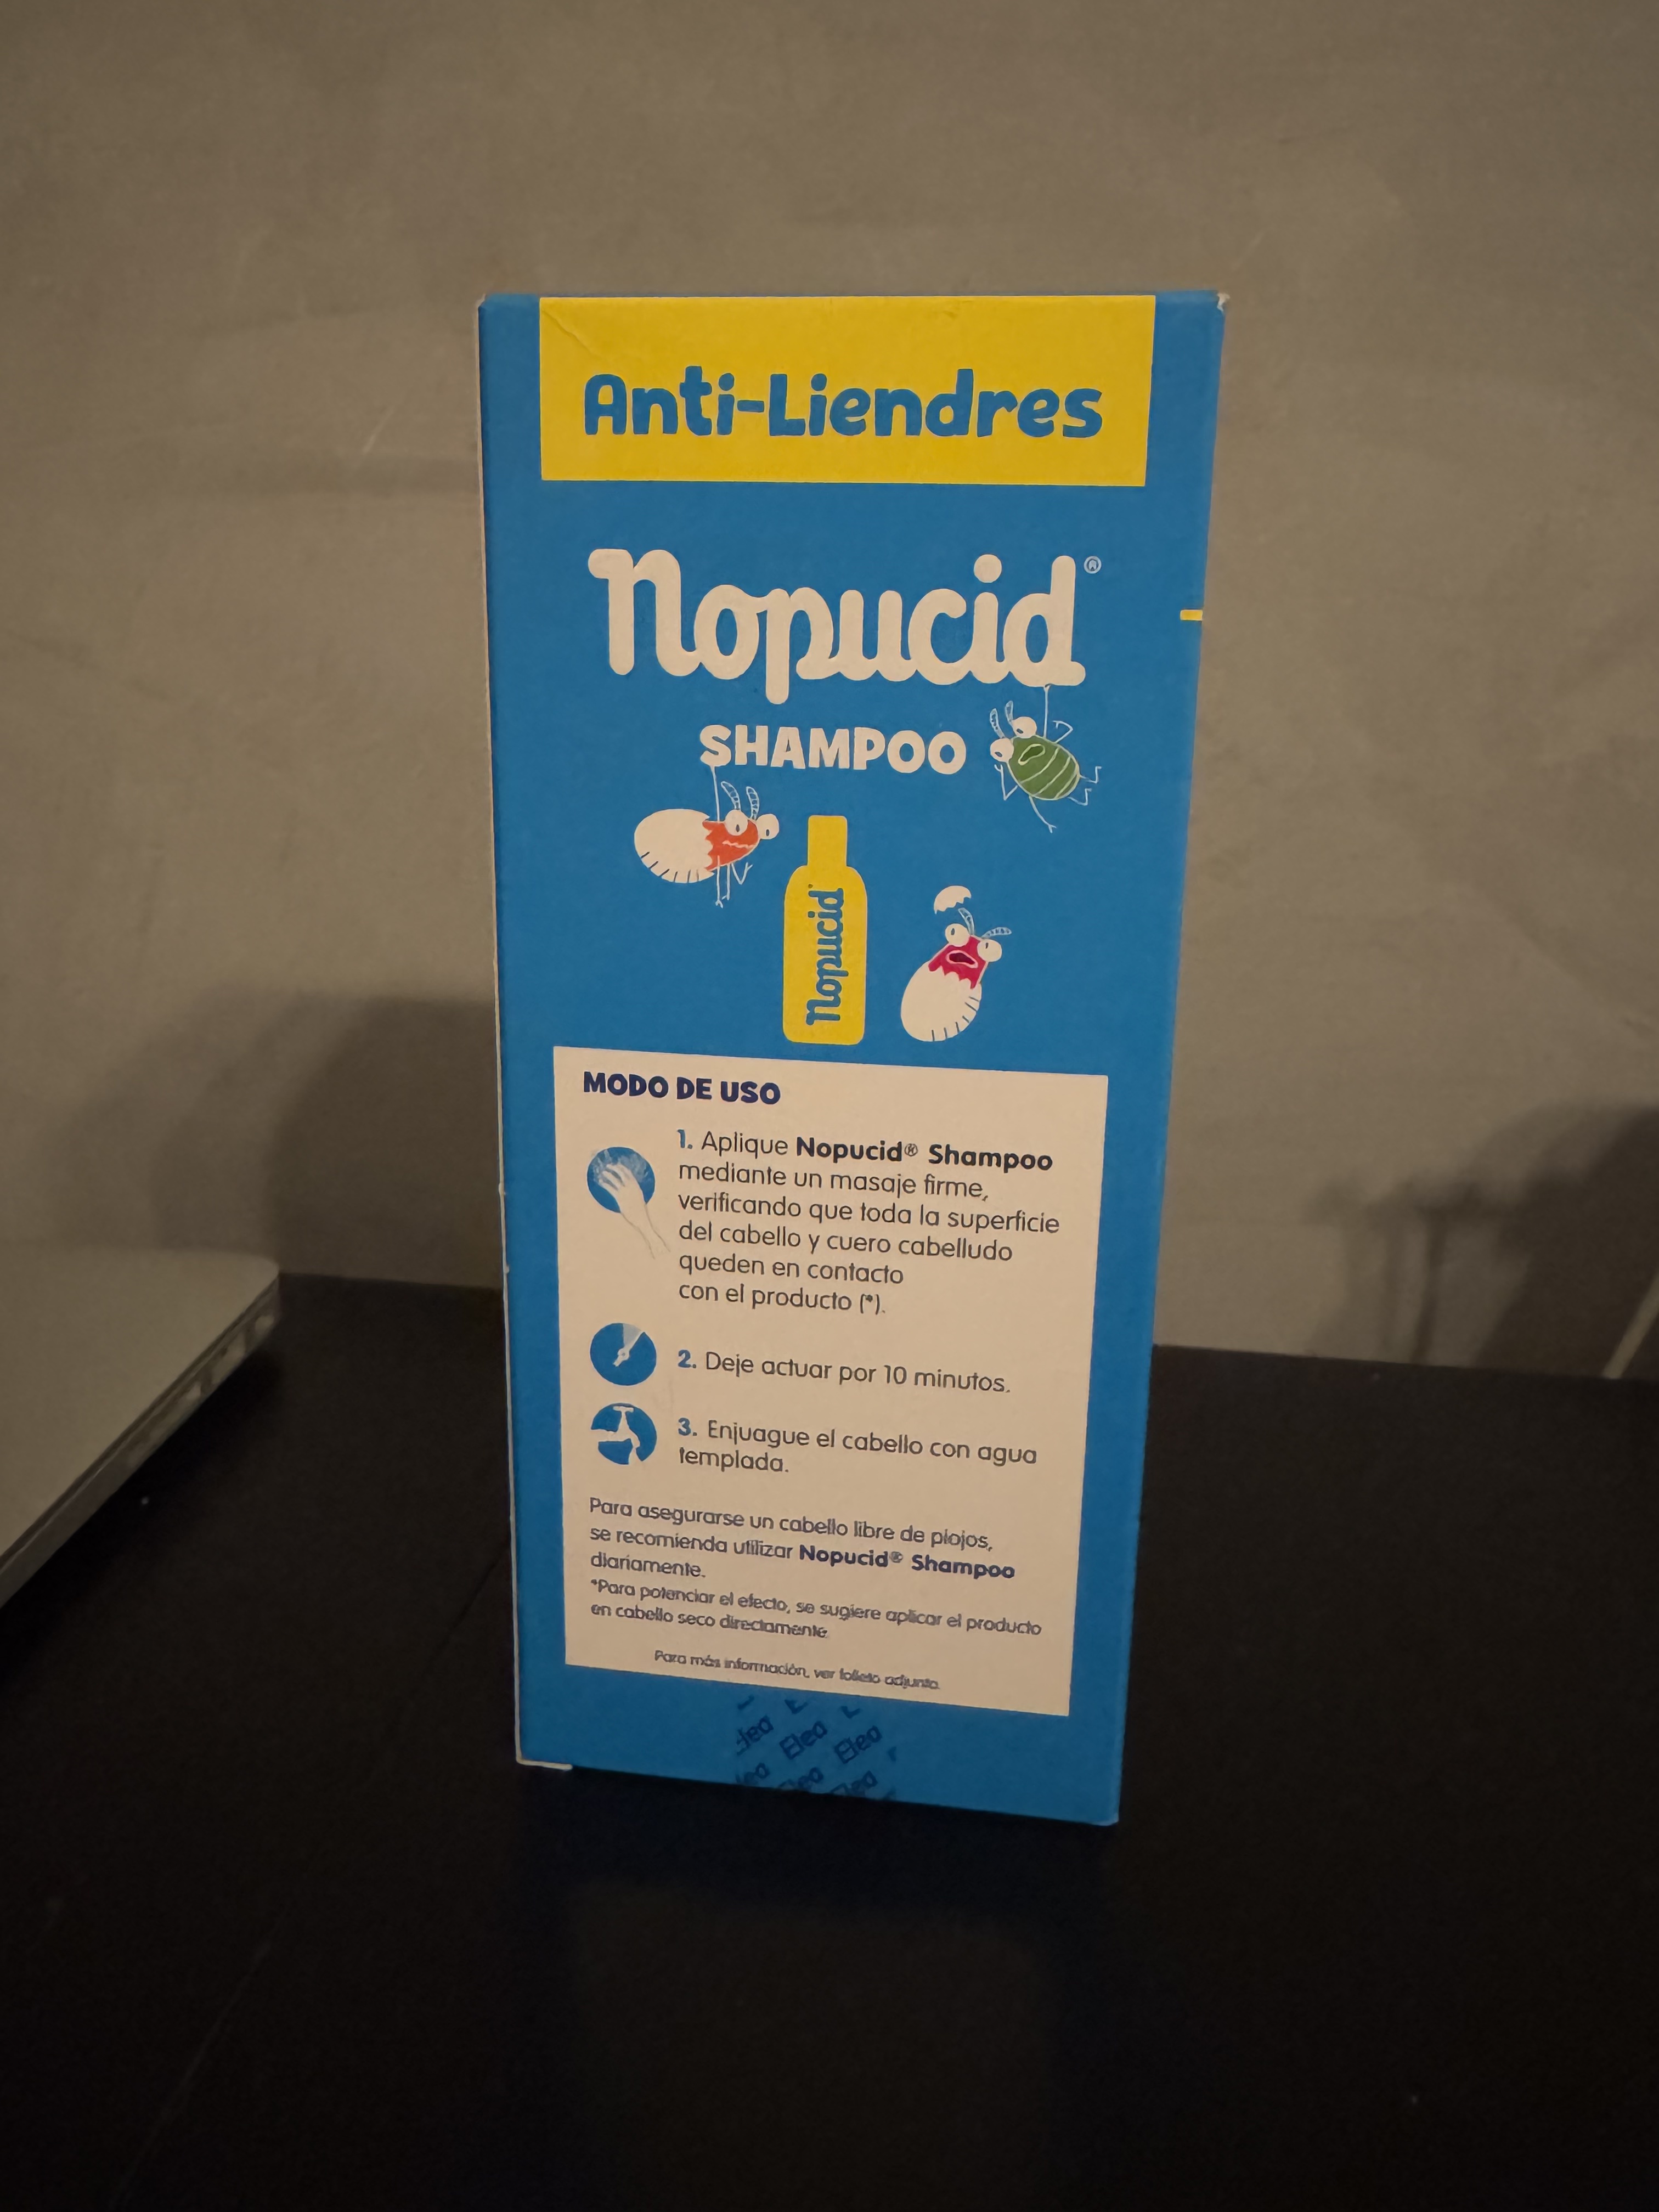 Anti-Liendres
Nopucid®
SHAMPOO
Nopucid
MODO DE USO
1. Aplique Nopucid® Shampoo
mediante un masaje firme,
verificando que toda la superficie
del cabello y cuero cabelludo
queden en contacto
con el producto (*).
2. Deje actuar por 10 minutos.
3. Enjuague el cabello con agua
templada.
Para asegurarse un cabello libre de piojos,
se recomienda utilizar Nopucid® Shampoo
diariamente.
*Para potenciar el efecto, se sugiere aplicar el producto
en cabello seco directamente.
Para más información, ver folleto adjunto.
Elea Elea Elea